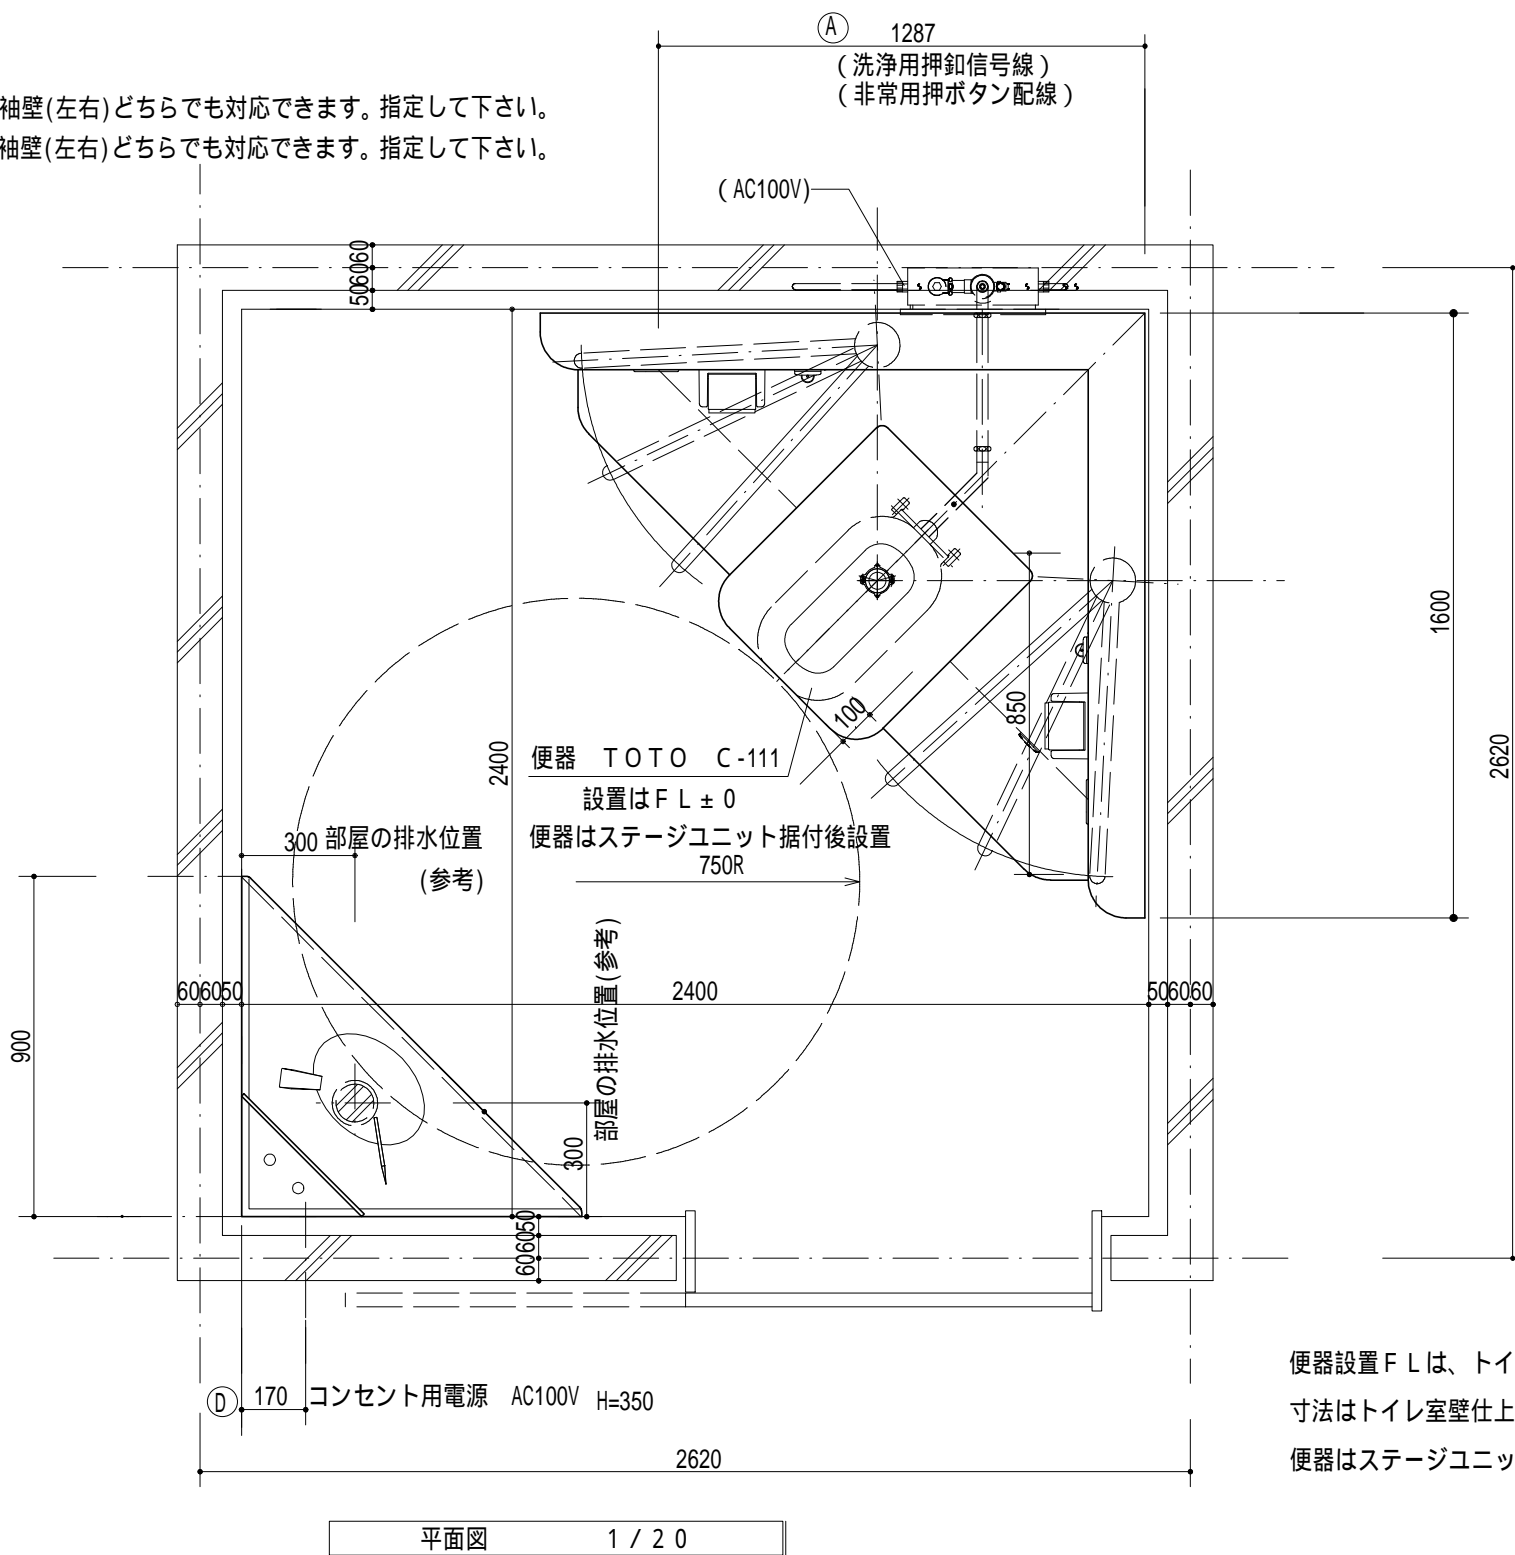 Ⓐ 1287
(洗浄用押釦信号線)
(非常用押ボタン配線)
袖壁(左右)どちらでも対応できます。指定して下さい。
袖壁(左右)どちらでも対応できます。指定して下さい。
(AC100V)
60
60
50
1600
2620
850
100
2400
便器 TOTO C-111
設置はFL±0
便器はステージユニット据付後設置
750R
300
部屋の排水位置
(参考)
部屋の排水位置(参考)
300
60 60 50
2400
50 60 60
900
50
60
60
Ⓓ 170 コンセント用電源 AC100V H=350
2620
便器設置FLは、トイ
寸法はトイレ室壁仕上
便器はステージユニッ
平面図 1/20